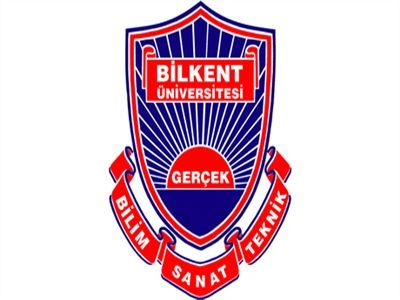 BİLKENT
ÜNİVERSİTESİ
GERÇEK
BİLİM
SANAT
TEKNİK